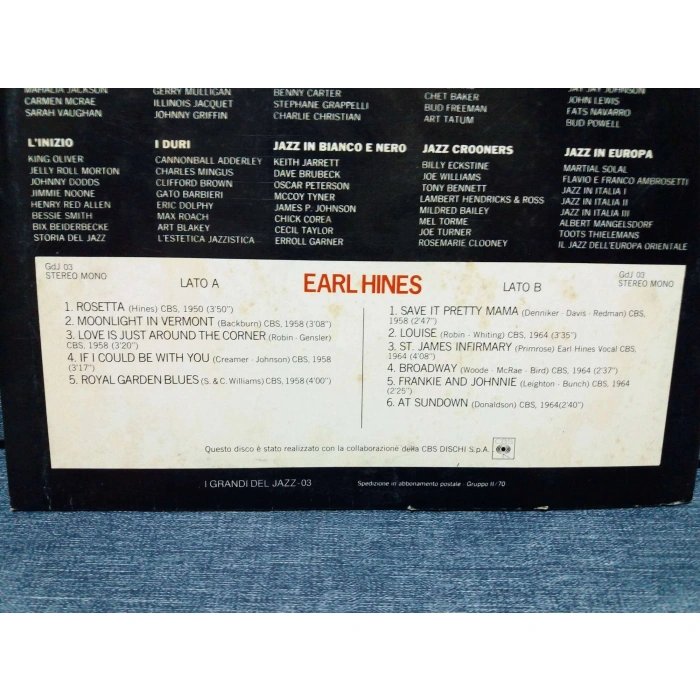 MAHALIA JACKSON GERRY MULLIGAN BENNY CARTER CHET BAKER JAY JAY JOHNSON
CARMEN MCRAE ILLINOIS JACQUET STEPHANE GRAPPELLI BUD FREEMAN JOHN LEWIS
SARAH VAUGHAN JOHNNY GRIFFIN CHARLIE CHRISTIAN ART TATUM FATS NAVARRO
BUD POWELL
L'INIZIO
KING OLIVER
JELLY ROLL MORTON
JOHNNY DODDS
JIMMIE NOONE
HENRY RED ALLEN
BESSIE SMITH
BIX BEIDERBECKE
STORIA DEL JAZZ
I DURI
CANNONBALL ADDERLEY
CHARLES MINGUS
CLIFFORD BROWN
GATO BARBIERI
ERIC DOLPHY
MAX ROACH
ART BLAKEY
L'ESTETICA JAZZISTICA
JAZZ IN BIANCO E NERO
KEITH JARRETT
DAVE BRUBECK
OSCAR PETERSON
MCCOY TYNER
JAMES P. JOHNSON
CHICK COREA
CECIL TAYLOR
ERROLL GARNER
JAZZ CROONERS
BILLY ECKSTINE
JOE WILLIAMS
TONY BENNETT
LAMBERT HENDRICKS & ROSS
MILDRED BAILEY
MEL TORME
JOE TURNER
ROSEMARIE CLOONEY
JAZZ IN EUROPA
MARTIAL SOLAL
FLAVIO E FRANCO AMBROSETTI
JAZZ IN ITALIA I
JAZZ IN ITALIA II
JAZZ IN ITALIA III
ALBERT MANGELSDORF
TOOTS THIELEMANS
IL JAZZ DELL'EUROPA ORIENTALE
GdJ 03
STEREO MONO
LATO A
EARL HINES
LATO B
GdJ 03
STEREO MONO
1. ROSETTA (Hines) CBS, 1950 (3'50")
2. MOONLIGHT IN VERMONT (Backburn) CBS, 1958 (3'08")
3. LOVE IS JUST AROUND THE CORNER (Robin - Gensler)
CBS, 1958 (3'20")
4. IF I COULD BE WITH YOU (Creamer - Johnson) CBS, 1958
(3'17")
5. ROYAL GARDEN BLUES (S. & C. Williams) CBS, 1958 (4'00")
1. SAVE IT PRETTY MAMA (Denniker - Davis - Redman) CBS,
1958 (2'47")
2. LOUISE (Robin - Whiting) CBS, 1964 (3'35")
3. ST. JAMES INFIRMARY (Primrose) Earl Hines Vocal CBS,
1964 (4'08")
4. BROADWAY (Woode - McRae - Bird) CBS, 1964 (2'37")
5. FRANKIE AND JOHNNIE (Leighton - Bunch) CBS, 1964
(2'25")
6. AT SUNDOWN (Donaldson) CBS, 1964 (2'40")
Questo disco è stato realizzato con la collaborazione della CBS DISCHI S.p.A.
I GRANDI DEL JAZZ - 03
Spedizione in abbonamento postale - Gruppo II/70